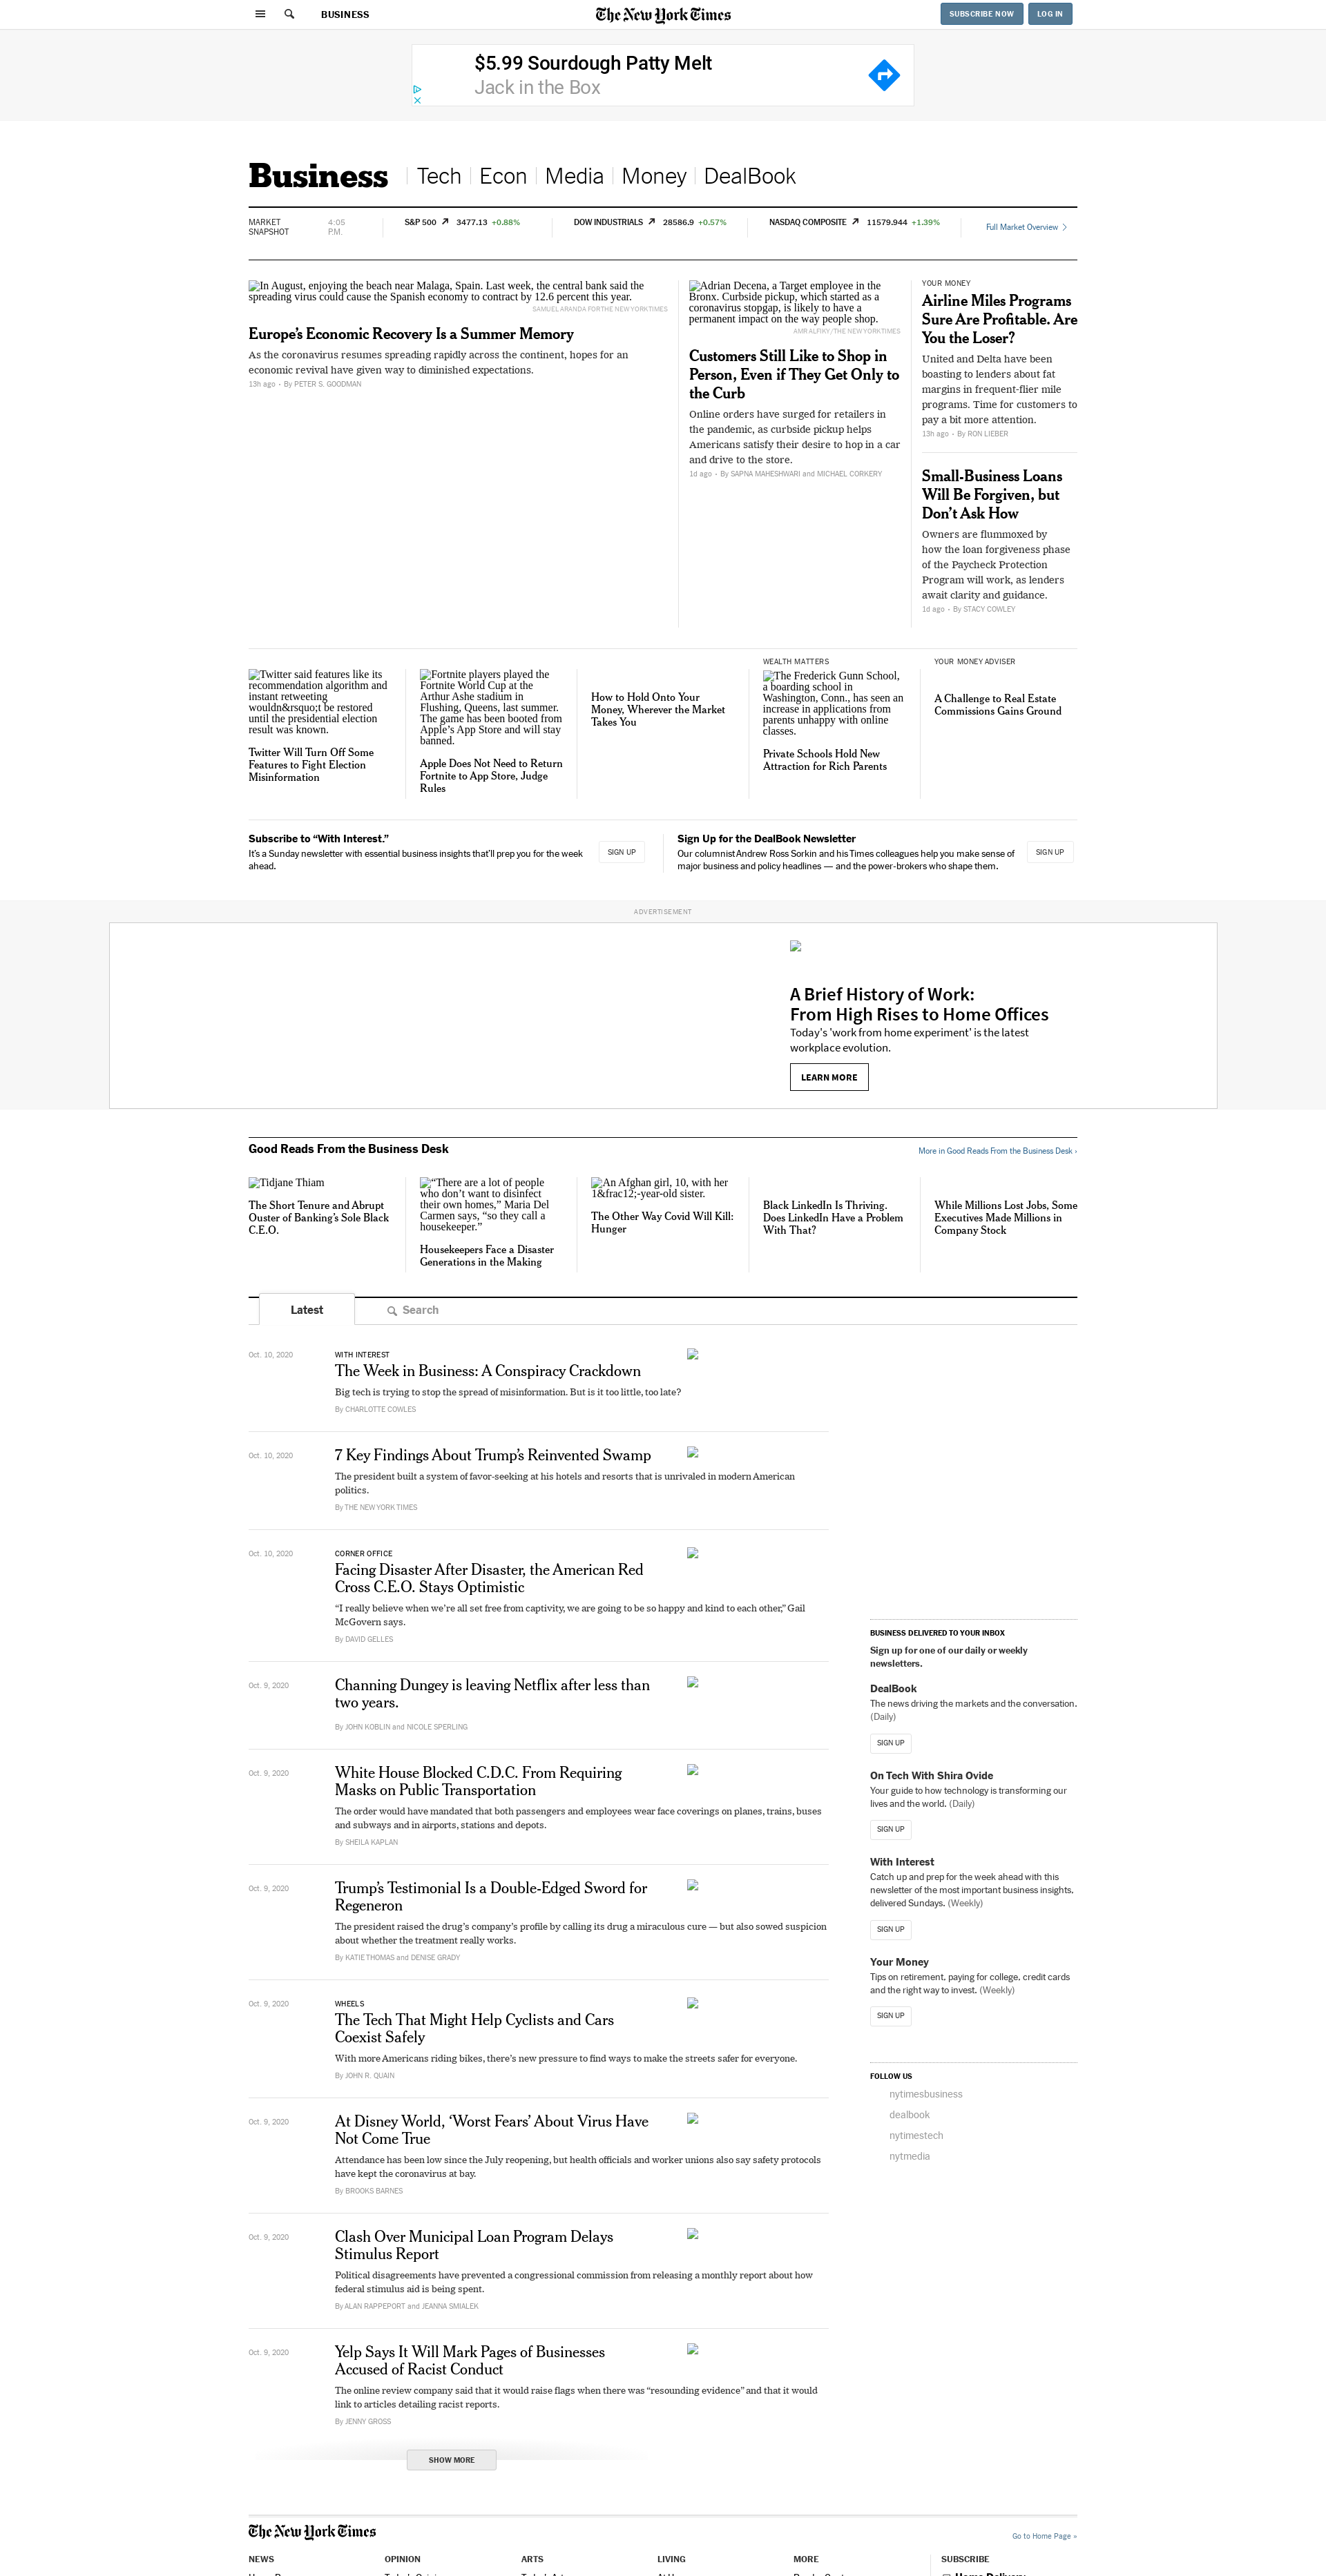 BUSINESS
The New York Times
SUBSCRIBE NOW
LOG IN
$5.99 Sourdough Patty Melt
Jack in the Box
Business
Tech
Econ
Media
Money
DealBook
MARKET
SNAPSHOT
4:05
P.M.
S&P 500 3477.13 +0.88%
DOW INDUSTRIALS 28586.9 +0.57%
NASDAQ COMPOSITE 11579.944 +1.39%
Full Market Overview
In August, enjoying the beach near Malaga, Spain. Last week, the central bank said the
spreading virus could cause the Spanish economy to contract by 12.6 percent this year.
SAMUEL ARANDA FOR THE NEW YORK TIMES
Europe’s Economic Recovery Is a Summer Memory
As the coronavirus resumes spreading rapidly across the continent, hopes for an
economic revival have given way to diminished expectations.
13h ago - By PETER S. GOODMAN
Adrian Decena, a Target employee in the
Bronx. Curbside pickup, which started as a
coronavirus stopgap, is likely to have a
permanent impact on the way people shop.
AMR ALFIKY/THE NEW YORK TIMES
Customers Still Like to Shop in
Person, Even if They Get Only to
the Curb
Online orders have surged for retailers in
the pandemic, as curbside pickup helps
Americans satisfy their desire to hop in a car
and drive to the store.
1d ago - By SAPNA MAHESHWARI and MICHAEL CORKERY
YOUR MONEY
Airline Miles Programs
Sure Are Profitable. Are
You the Loser?
United and Delta have been
boasting to lenders about fat
margins in frequent-flier mile
programs. Time for customers to
pay a bit more attention.
13h ago - By RON LIEBER
Small-Business Loans
Will Be Forgiven, but
Don’t Ask How
Owners are flummoxed by
how the loan forgiveness phase
of the Paycheck Protection
Program will work, as lenders
await clarity and guidance.
1d ago - By STACY COWLEY
Twitter said features like its
recommendation algorithm and
instant retweeting
wouldn&rsquo;t be restored
until the presidential election
result was known.
Twitter Will Turn Off Some
Features to Fight Election
Misinformation
Fortnite players played the
Fortnite World Cup at the
Arthur Ashe stadium in
Flushing, Queens, last summer.
The game has been booted from
Apple’s App Store and will stay
banned.
Apple Does Not Need to Return
Fortnite to App Store, Judge
Rules
How to Hold Onto Your
Money, Wherever the Market
Takes You
WEALTH MATTERS
The Frederick Gunn School,
a boarding school in
Washington, Conn., has seen an
increase in applications from
parents unhappy with online
classes.
Private Schools Hold New
Attraction for Rich Parents
YOUR MONEY ADVISER
A Challenge to Real Estate
Commissions Gains Ground
Subscribe to “With Interest.”
It’s a Sunday newsletter with essential business insights that’ll prep you for the week
ahead.
SIGN UP
Sign Up for the DealBook Newsletter
Our columnist Andrew Ross Sorkin and his Times colleagues help you make sense of
major business and policy headlines — and the power-brokers who shape them.
SIGN UP
ADVERTISEMENT
A Brief History of Work:
From High Rises to Home Offices
Today's 'work from home experiment' is the latest
workplace evolution.
LEARN MORE
Good Reads From the Business Desk
More in Good Reads From the Business Desk ›
Tidjane Thiam
The Short Tenure and Abrupt
Ouster of Banking’s Sole Black
C.E.O.
“There are a lot of people
who don’t want to disinfect
their own homes,” Maria Del
Carmen says, “so they call a
housekeeper.”
Housekeepers Face a Disaster
Generations in the Making
An Afghan girl, 10, with her
1&frac12;-year-old sister.
The Other Way Covid Will Kill:
Hunger
Black LinkedIn Is Thriving.
Does LinkedIn Have a Problem
With That?
While Millions Lost Jobs, Some
Executives Made Millions in
Company Stock
Latest
Search
Oct. 10, 2020
WITH INTEREST
The Week in Business: A Conspiracy Crackdown
Big tech is trying to stop the spread of misinformation. But is it too little, too late?
By CHARLOTTE COWLES
Oct. 10, 2020
7 Key Findings About Trump’s Reinvented Swamp
The president built a system of favor-seeking at his hotels and resorts that is unrivaled in modern American
politics.
By THE NEW YORK TIMES
Oct. 10, 2020
CORNER OFFICE
Facing Disaster After Disaster, the American Red
Cross C.E.O. Stays Optimistic
“I really believe when we’re all set free from captivity, we are going to be so happy and kind to each other,” Gail
McGovern says.
By DAVID GELLES
Oct. 9, 2020
Channing Dungey is leaving Netflix after less than
two years.
By JOHN KOBLIN and NICOLE SPERLING
Oct. 9, 2020
White House Blocked C.D.C. From Requiring
Masks on Public Transportation
The order would have mandated that both passengers and employees wear face coverings on planes, trains, buses
and subways and in airports, stations and depots.
By SHEILA KAPLAN
Oct. 9, 2020
Trump’s Testimonial Is a Double-Edged Sword for
Regeneron
The president raised the drug’s company’s profile by calling its drug a miraculous cure — but also sowed suspicion
about whether the treatment really works.
By KATIE THOMAS and DENISE GRADY
Oct. 9, 2020
WHEELS
The Tech That Might Help Cyclists and Cars
Coexist Safely
With more Americans riding bikes, there’s new pressure to find ways to make the streets safer for everyone.
By JOHN R. QUAIN
Oct. 9, 2020
At Disney World, ‘Worst Fears’ About Virus Have
Not Come True
Attendance has been low since the July reopening, but health officials and worker unions also say safety protocols
have kept the coronavirus at bay.
By BROOKS BARNES
Oct. 9, 2020
Clash Over Municipal Loan Program Delays
Stimulus Report
Political disagreements have prevented a congressional commission from releasing a monthly report about how
federal stimulus aid is being spent.
By ALAN RAPPEPORT and JEANNA SMIALEK
Oct. 9, 2020
Yelp Says It Will Mark Pages of Businesses
Accused of Racist Conduct
The online review company said that it would raise flags when there was “resounding evidence” and that it would
link to articles detailing racist reports.
By JENNY GROSS
SHOW MORE
BUSINESS DELIVERED TO YOUR INBOX
Sign up for one of our daily or weekly
newsletters.
DealBook
The news driving the markets and the conversation.
(Daily)
SIGN UP
On Tech With Shira Ovide
Your guide to how technology is transforming our
lives and the world. (Daily)
SIGN UP
With Interest
Catch up and prep for the week ahead with this
newsletter of the most important business insights,
delivered Sundays. (Weekly)
SIGN UP
Your Money
Tips on retirement, paying for college, credit cards
and the right way to invest. (Weekly)
SIGN UP
FOLLOW US
nytimesbusiness
dealbook
nytimestech
nytmedia
The New York Times
Go to Home Page »
NEWS
OPINION
ARTS
LIVING
MORE
SUBSCRIBE